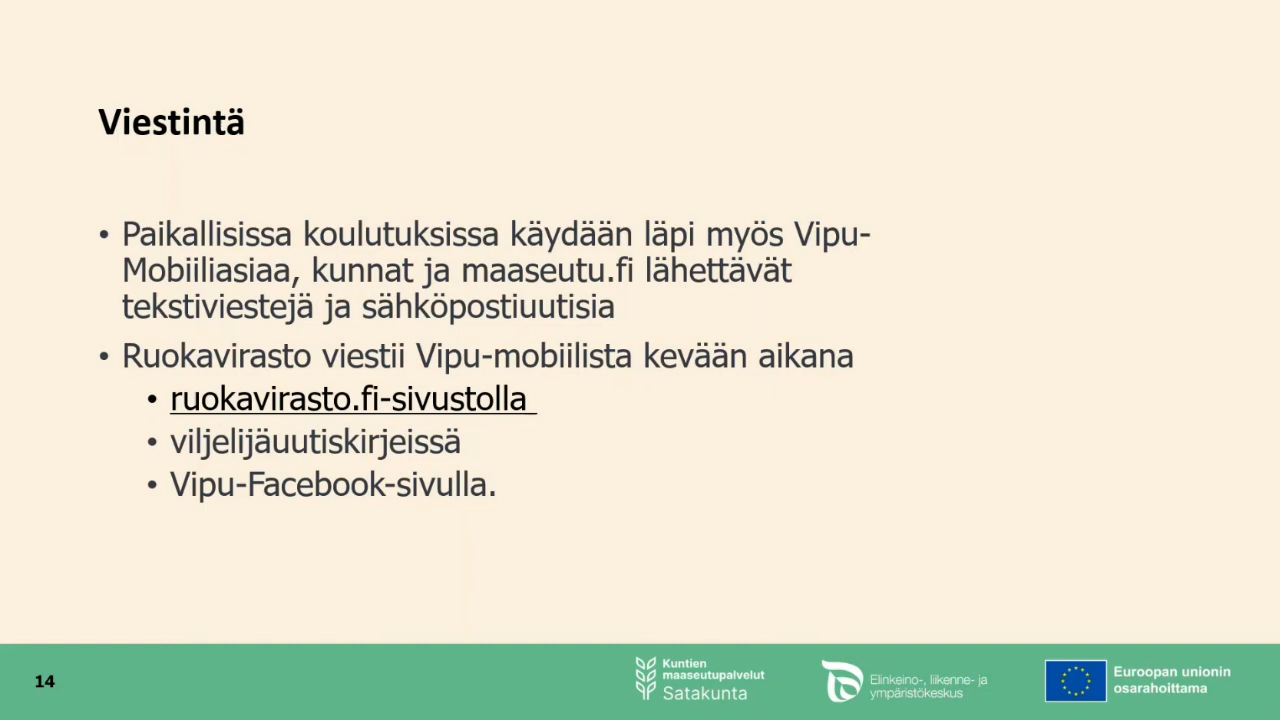 Viestintä
• Paikallisissa koulutuksissa käydään läpi myös Vipu-
Mobiiliasiaa, kunnat ja maaseutu.fi lähettävät
tekstiviestejä ja sähköpostiuutisia
• Ruokavirasto viestii Vipu-mobiilista kevään aikana
• ruokavirasto.fi-sivustolla
• viljelijäuutiskirjeissä
• Vipu-Facebook-sivulla.
14
Kuntien
maaseutupalvelut
Satakunta
Elinkeino-, liikenne- ja
ympäristökeskus
Euroopan unionin
osarahoittama